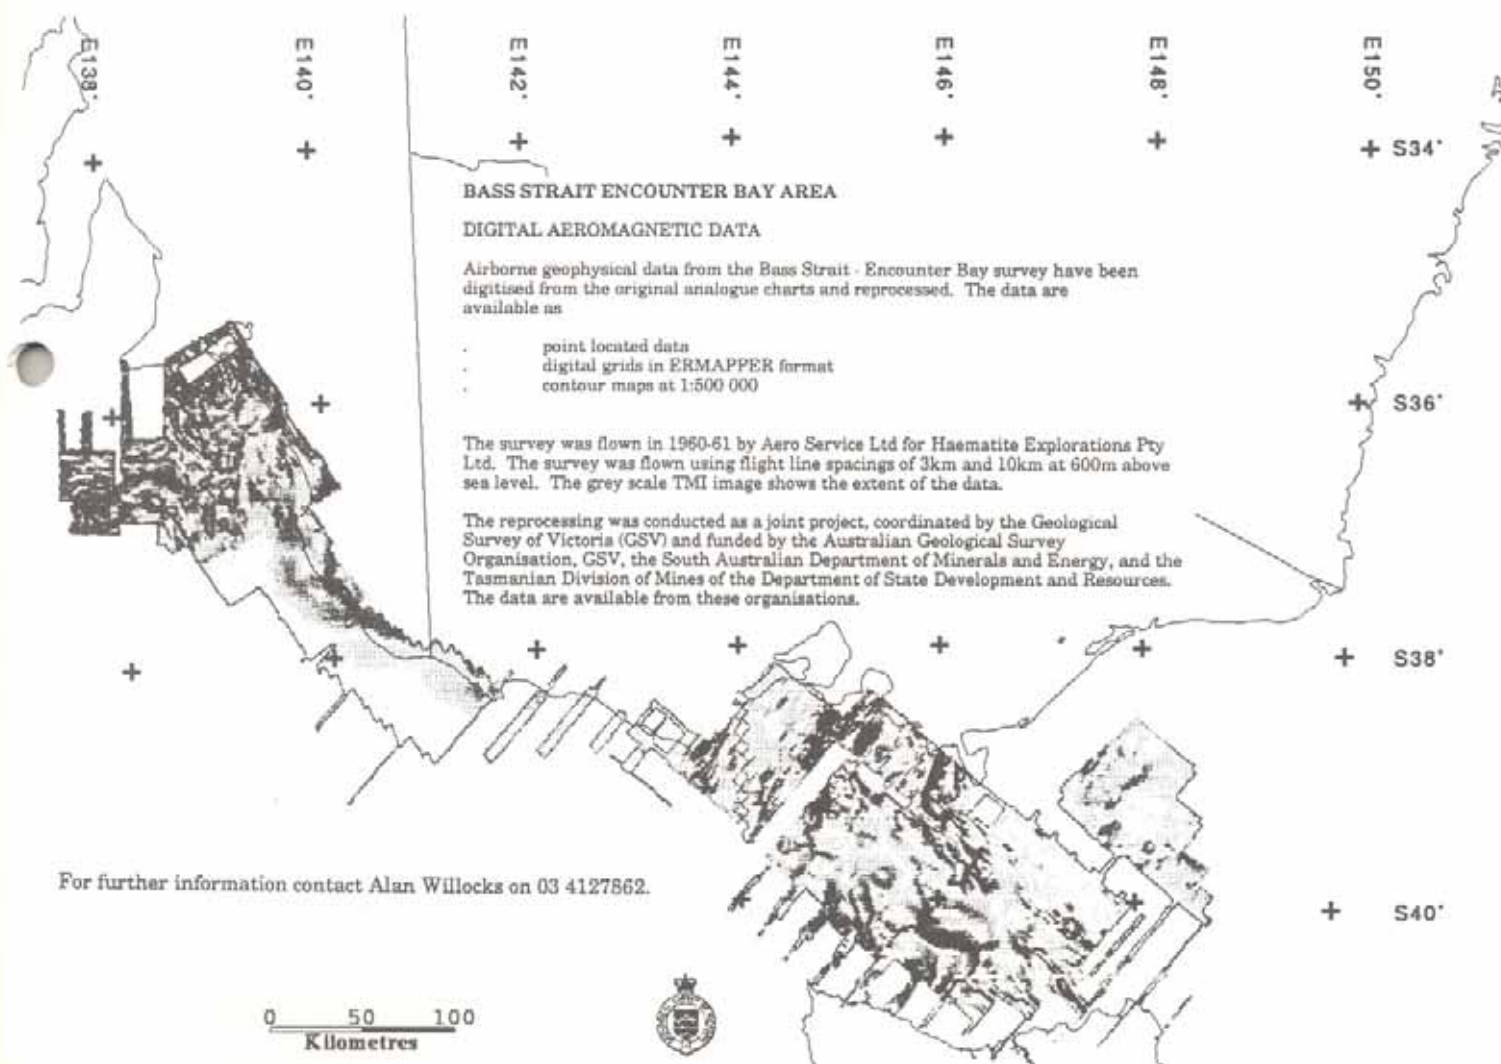 E138°
E140°
E142°
E144°
E146°
E148°
E150°
S34°
BASS STRAIT ENCOUNTER BAY AREA
DIGITAL AEROMAGNETIC DATA
Airborne geophysical data from the Bass Strait - Encounter Bay survey have been
digitised from the original analogue charts and reprocessed. The data are
available as
. point located data
. digital grids in ERMAPPER format
. contour maps at 1:500 000
S36°
The survey was flown in 1960-61 by Aero Service Ltd for Haematite Explorations Pty
Ltd. The survey was flown using flight line spacings of 3km and 10km at 600m above
sea level. The grey scale TMI image shows the extent of the data.
The reprocessing was conducted as a joint project, coordinated by the Geological
Survey of Victoria (GSV) and funded by the Australian Geological Survey
Organisation, GSV, the South Australian Department of Minerals and Energy, and the
Tasmanian Division of Mines of the Department of State Development and Resources.
The data are available from these organisations.
S38°
For further information contact Alan Willocks on 03 4127862.
S40°
0 50 100
Kilometres